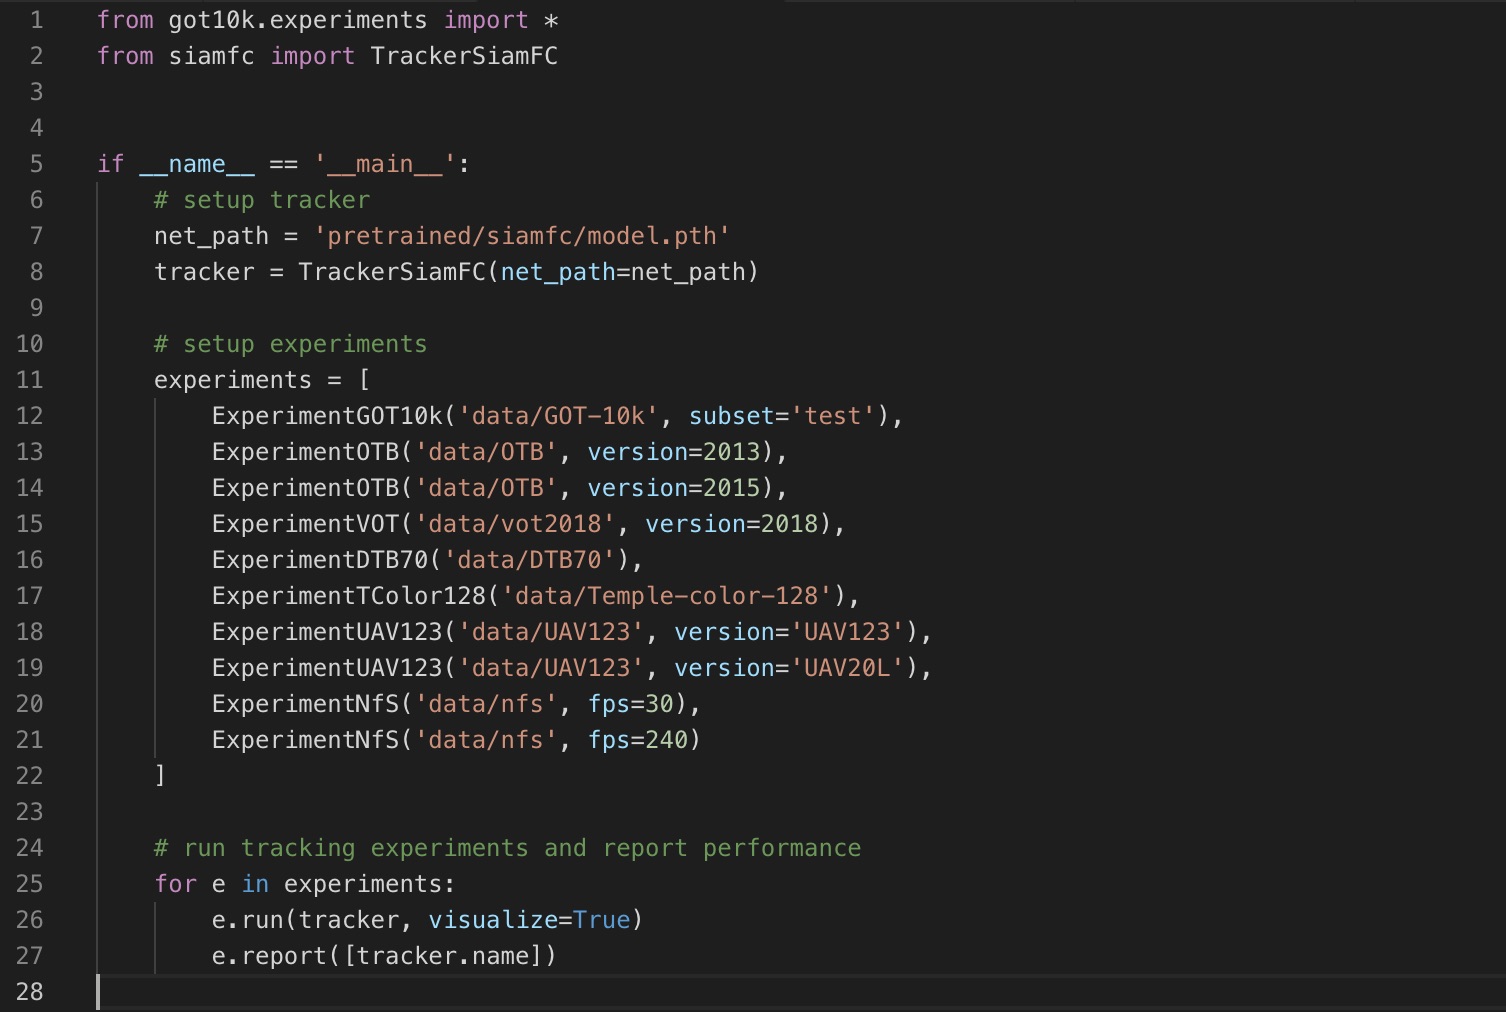 1 from got10k.experiments import *
2 from siamfc import TrackerSiamFC
3
4
5 if __name__ == '__main__':
6     # setup tracker
7     net_path = 'pretrained/siamfc/model.pth'
8     tracker = TrackerSiamFC(net_path=net_path)
9
10     # setup experiments
11     experiments = [
12         ExperimentGOT10k('data/GOT-10k', subset='test'),
13         ExperimentOTB('data/OTB', version=2013),
14         ExperimentOTB('data/OTB', version=2015),
15         ExperimentVOT('data/vot2018', version=2018),
16         ExperimentDTB70('data/DTB70'),
17         ExperimentTColor128('data/Temple-color-128'),
18         ExperimentUAV123('data/UAV123', version='UAV123'),
19         ExperimentUAV123('data/UAV123', version='UAV20L'),
20         ExperimentNfS('data/nfs', fps=30),
21         ExperimentNfS('data/nfs', fps=240)
22     ]
23
24     # run tracking experiments and report performance
25     for e in experiments:
26         e.run(tracker, visualize=True)
27         e.report([tracker.name])
28